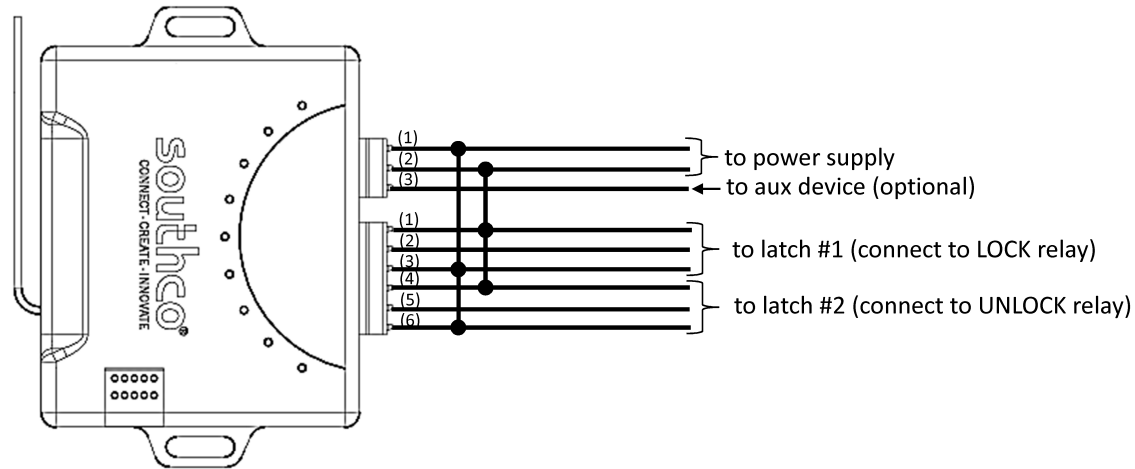 southco®
CONNECT·CREATE·INNOVATE
(1)
(2)
(3)
to power supply
to aux device (optional)
(1)
(2)
(3)
(4)
(5)
(6)
to latch #1 (connect to LOCK relay)
to latch #2 (connect to UNLOCK relay)